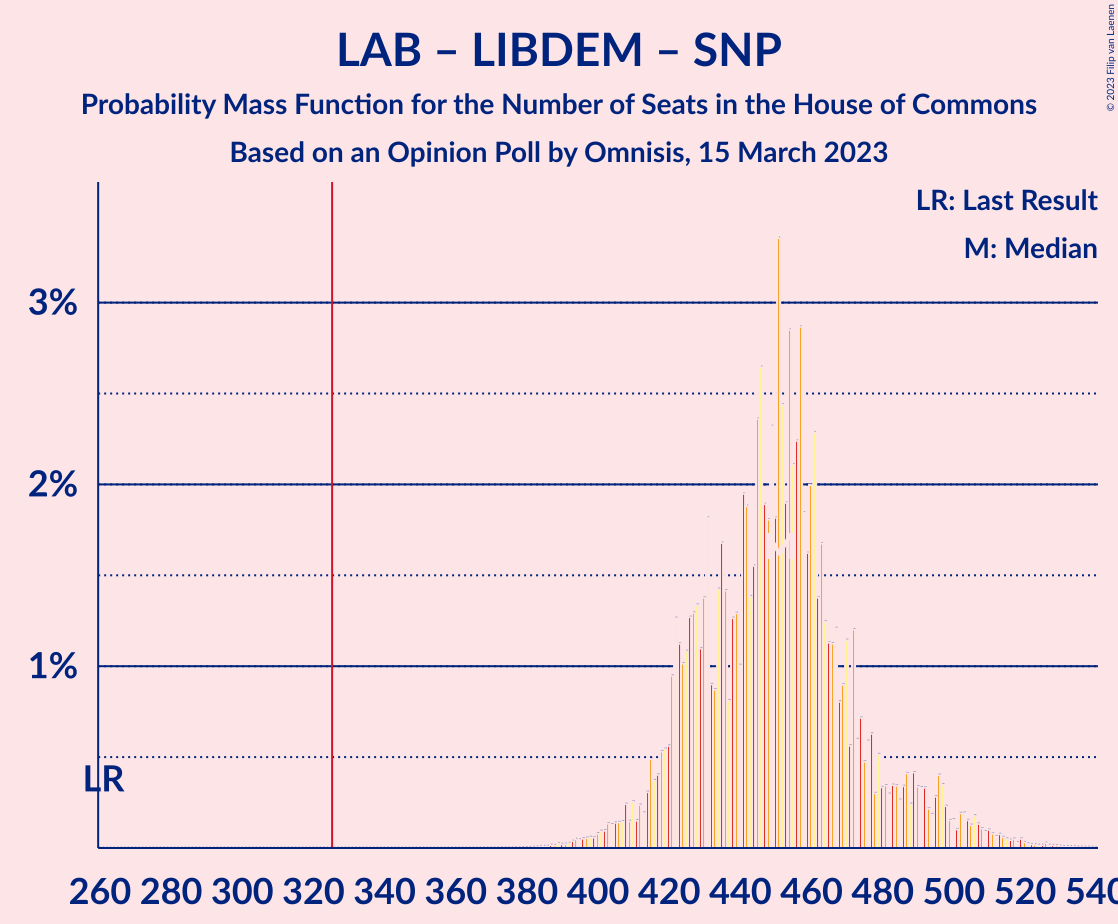 LAB – LIBDEM – SNP
Probability Mass Function for the Number of Seats in the House of Commons
Based on an Opinion Poll by Omnisis, 15 March 2023
© 2023 Filip van Laenen
LR: Last Result
M: Median
3%
2%
1%
LR
260 280 300 320 340 360 380 400 420 440 460 480 500 520 540